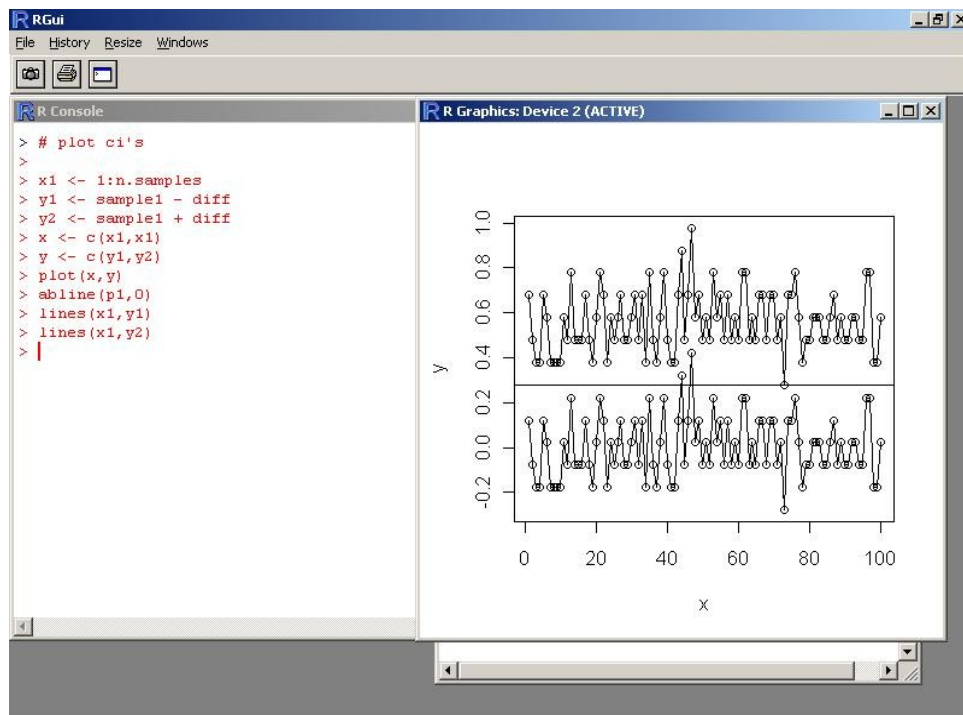 RGui
File History Resize Windows
R Console
> # plot ci's
>
> x1 <- 1:n.samples
> y1 <- sample1 - diff
> y2 <- sample1 + diff
> x <- c(x1,x1)
> y <- c(y1,y2)
> plot(x,y)
> abline(p1,0)
> lines(x1,y1)
> lines(x1,y2)
>
R Graphics: Device 2 (ACTIVE)
1.0
0.8
0.6
0.4
0.2
0.0
-0.2
y
0 20 40 60 80 100
x